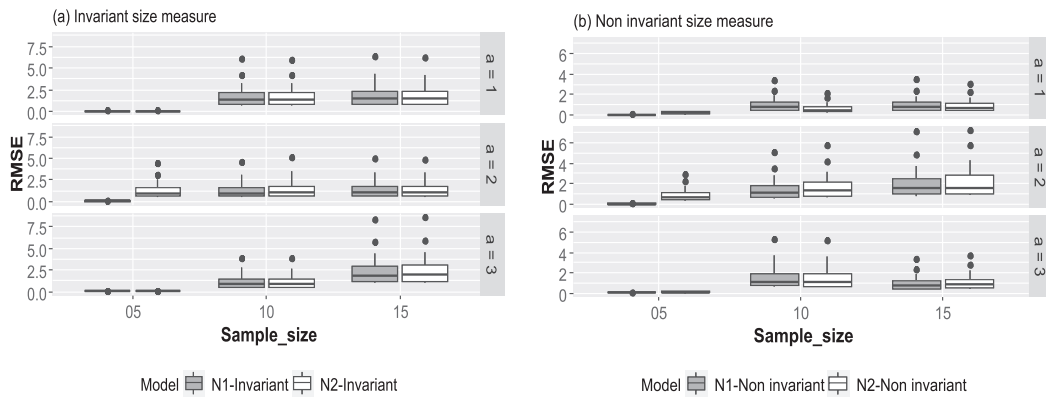 (a) Invariant size measure
7.5
5.0
2.5
0.0
a = 1
7.5
5.0
2.5
0.0
a = 2
7.5
5.0
2.5
0.0
a = 3
RMSE
05 10 15
Sample_size
Model N1-Invariant N2-Invariant
(b) Non invariant size measure
6
4
2
0
a = 1
6
4
2
0
a = 2
6
4
2
0
a = 3
RMSE
05 10 15
Sample_size
Model N1-Non invariant N2-Non invariant